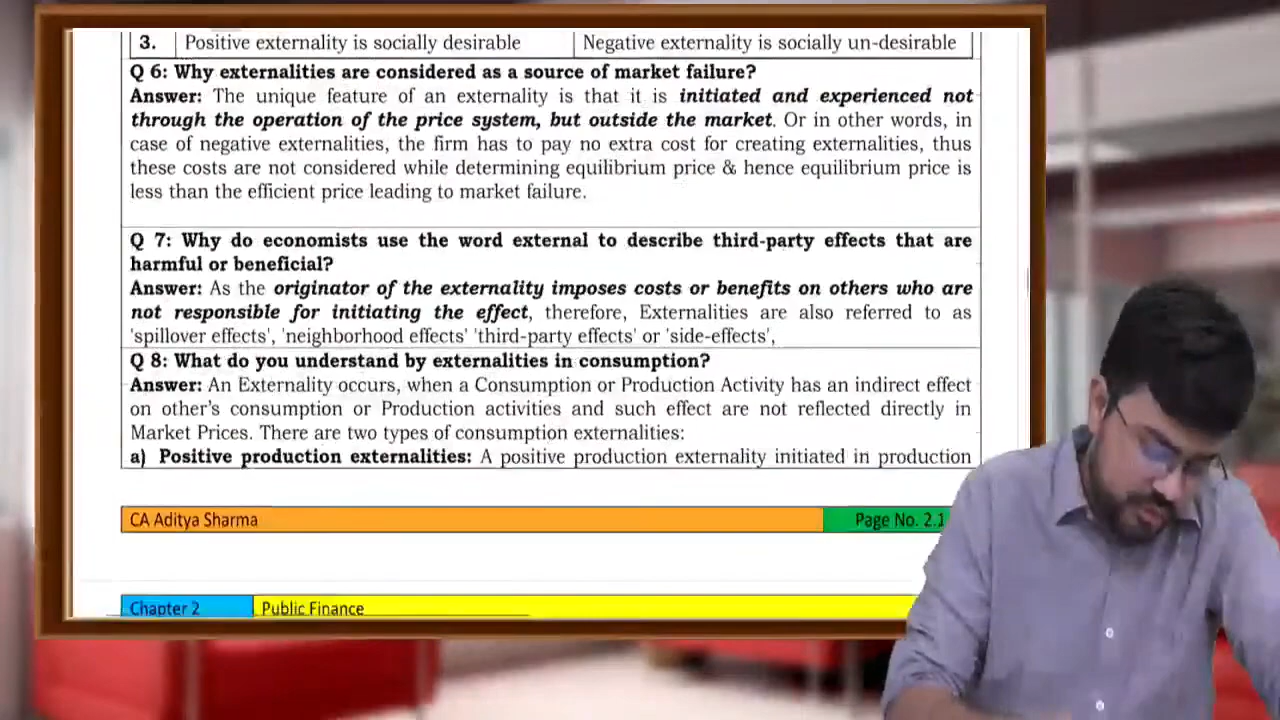 3. Positive externality is socially desirable Negative externality is socially un-desirable
Q 6: Why externalities are considered as a source of market failure?
Answer: The unique feature of an externality is that it is initiated and experienced not
through the operation of the price system, but outside the market. Or in other words, in
case of negative externalities, the firm has to pay no extra cost for creating externalities, thus
these costs are not considered while determining equilibrium price & hence equilibrium price is
less than the efficient price leading to market failure.
Q 7: Why do economists use the word external to describe third-party effects that are
harmful or beneficial?
Answer: As the originator of the externality imposes costs or benefits on others who are
not responsible for initiating the effect, therefore, Externalities are also referred to as
'spillover effects', 'neighborhood effects' 'third-party effects' or 'side-effects',
Q 8: What do you understand by externalities in consumption?
Answer: An Externality occurs, when a Consumption or Production Activity has an indirect effect
on other's consumption or Production activities and such effect are not reflected directly in
Market Prices. There are two types of consumption externalities:
a) Positive production externalities: A positive production externality initiated in production
CA Aditya Sharma Page No. 2.1
Chapter 2 Public Finance